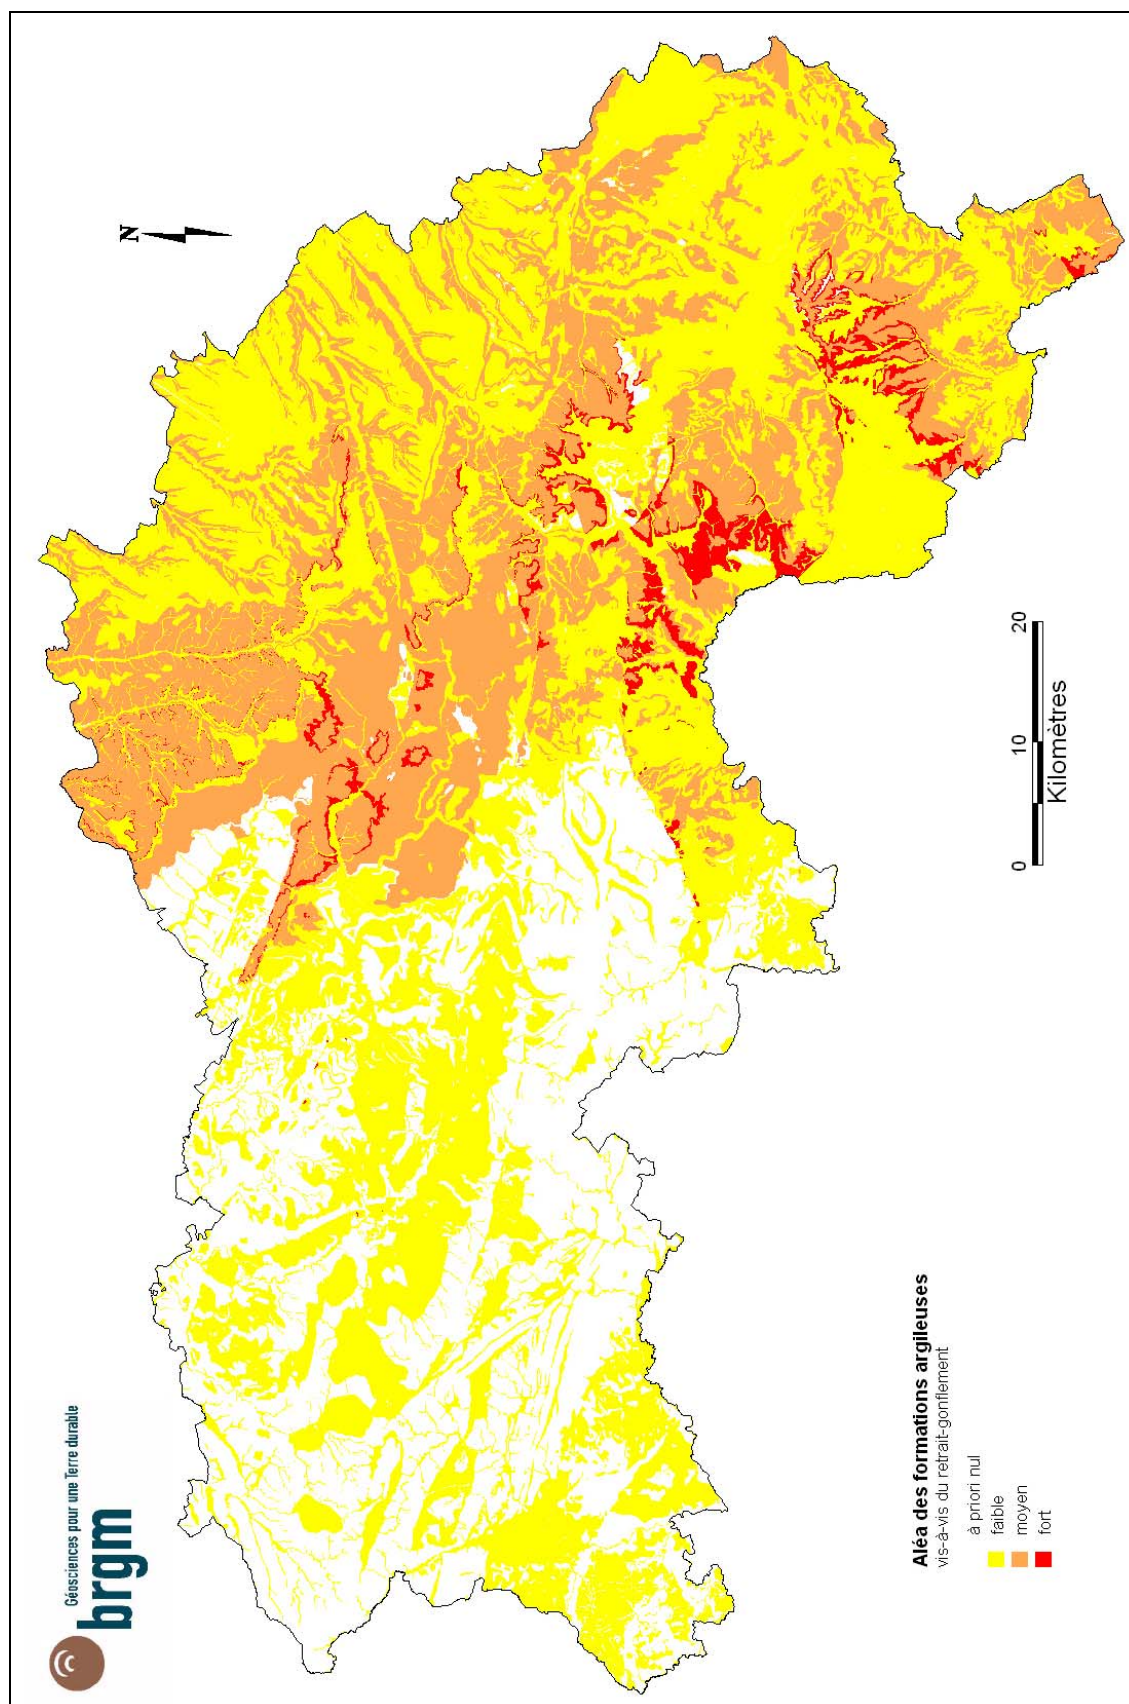 Géosciences pour une Terre durable
brgm
N
Aléa des formations argileuses
vis-à-vis du retrait-gonflement
à priori nul
faible
moyen
fort
0 10 20
Kilomètres